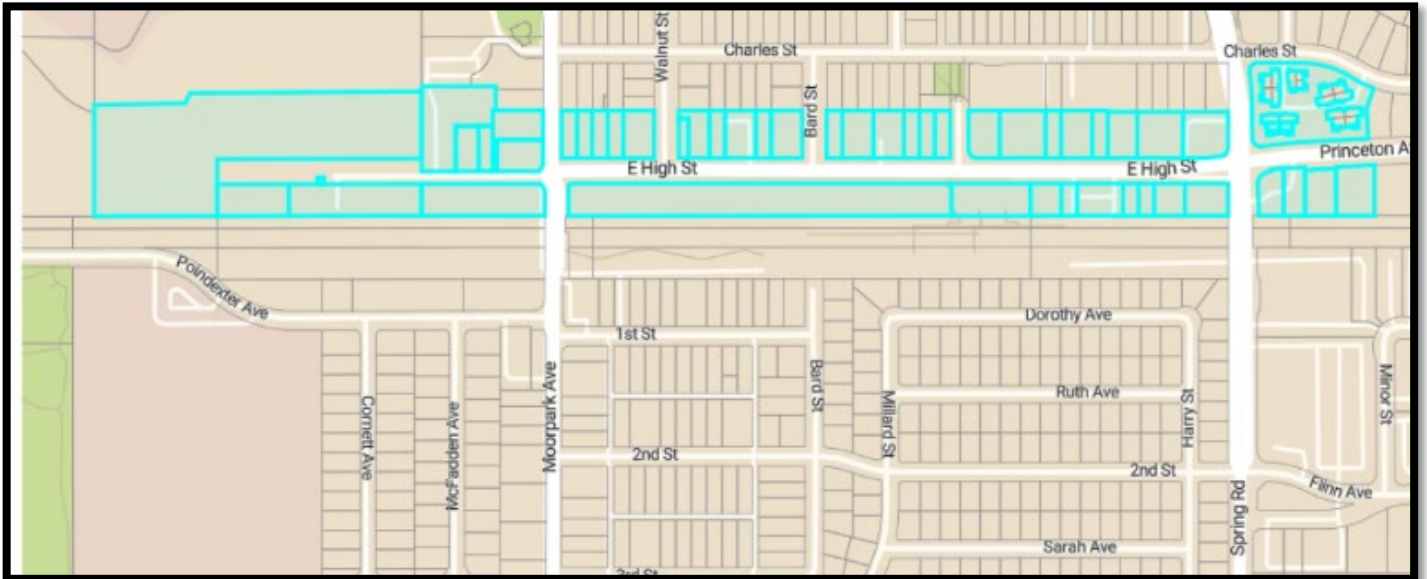 Walnut St
Charles St
Charles St
Bard St
Princeton A
E High St
E High St
Poindexter Ave
Dorothy Ave
1st St
Moorpark Ave
Bard St
Millard St
Ruth Ave
Harry St
Minor St
Cornett Ave
McFadden Ave
2nd St
2nd St
Flinn Ave
Spring Rd
Sarah Ave
3rd St